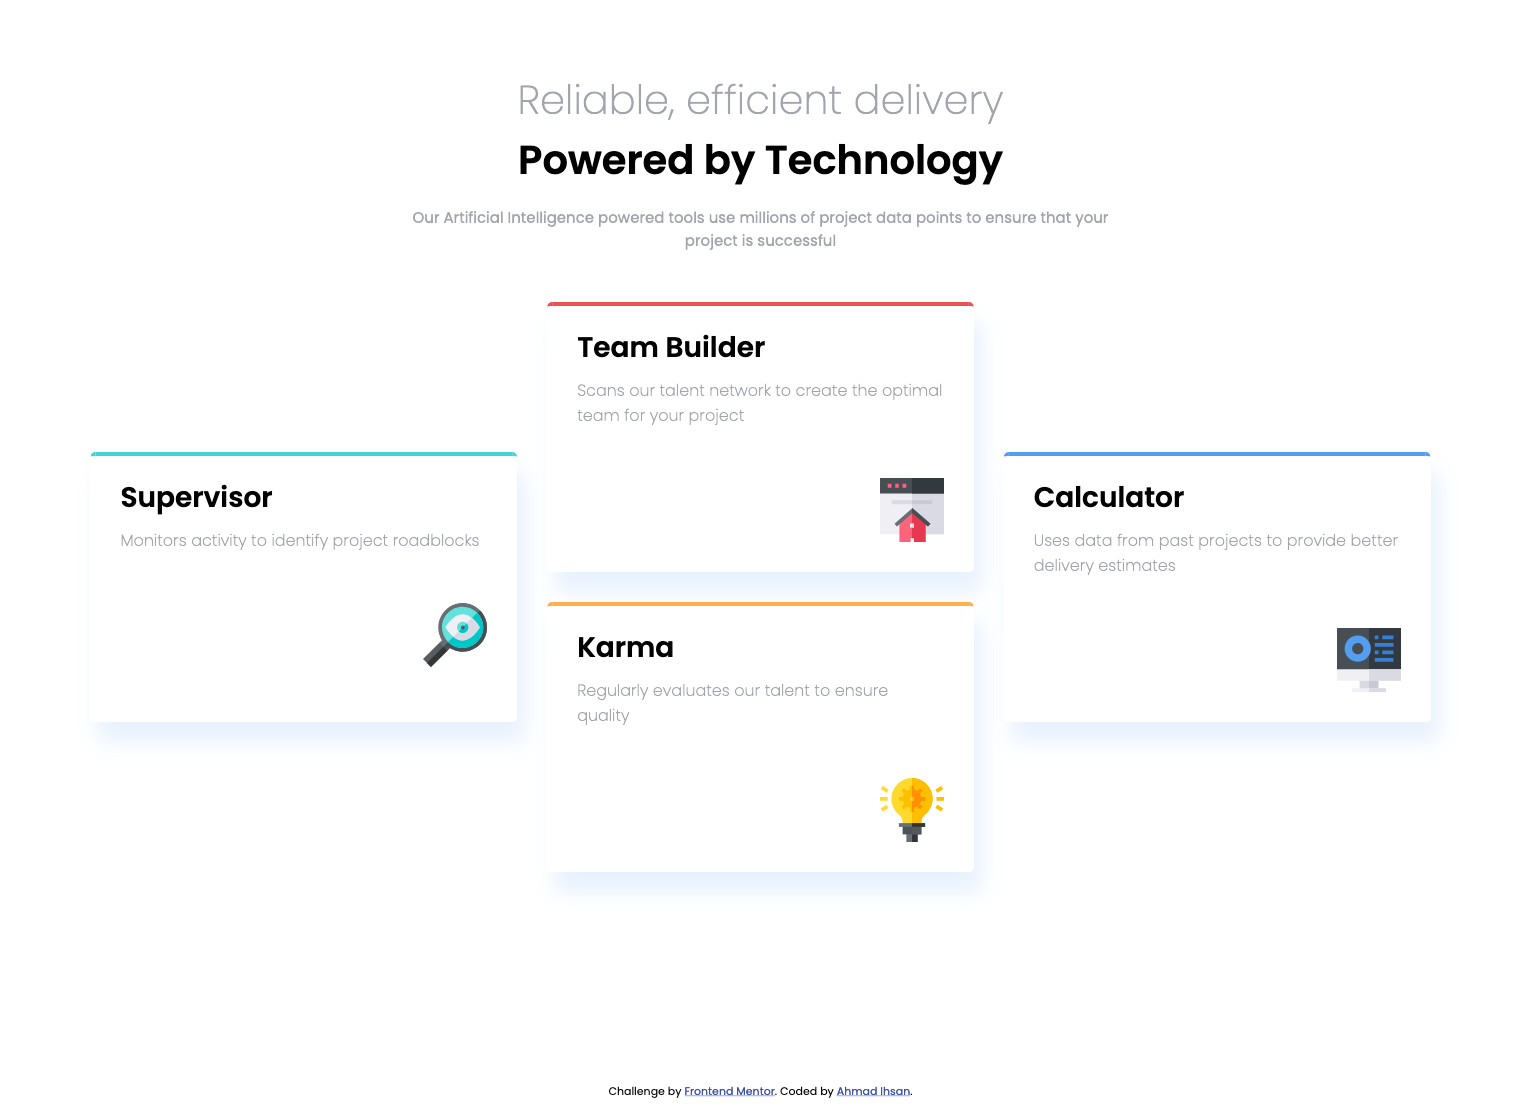 Reliable, efficient delivery
Powered by Technology
Our Artificial Intelligence powered tools use millions of project data points to ensure that your
project is successful
Team Builder
Scans our talent network to create the optimal
team for your project
Supervisor
Monitors activity to identify project roadblocks
Calculator
Uses data from past projects to provide better
delivery estimates
Karma
Regularly evaluates our talent to ensure
quality
Challenge by Frontend Mentor. Coded by Ahmad Ihsan.